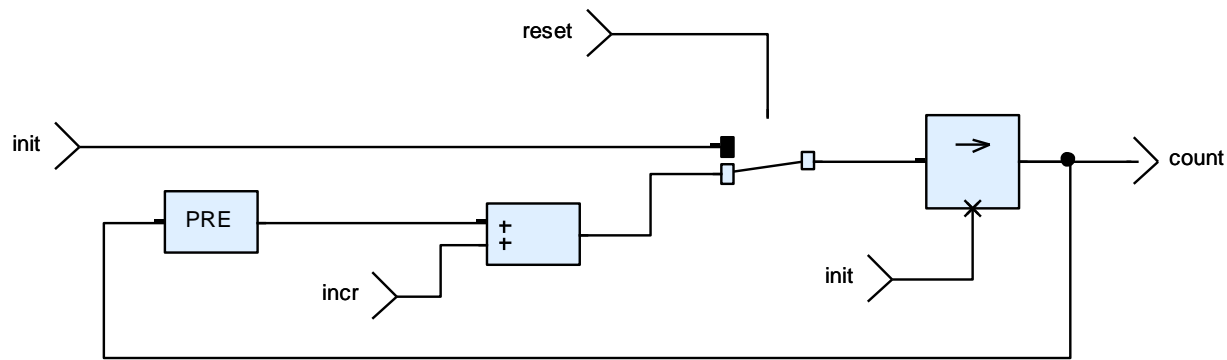 reset
init
count
PRE
+
+
incr
init